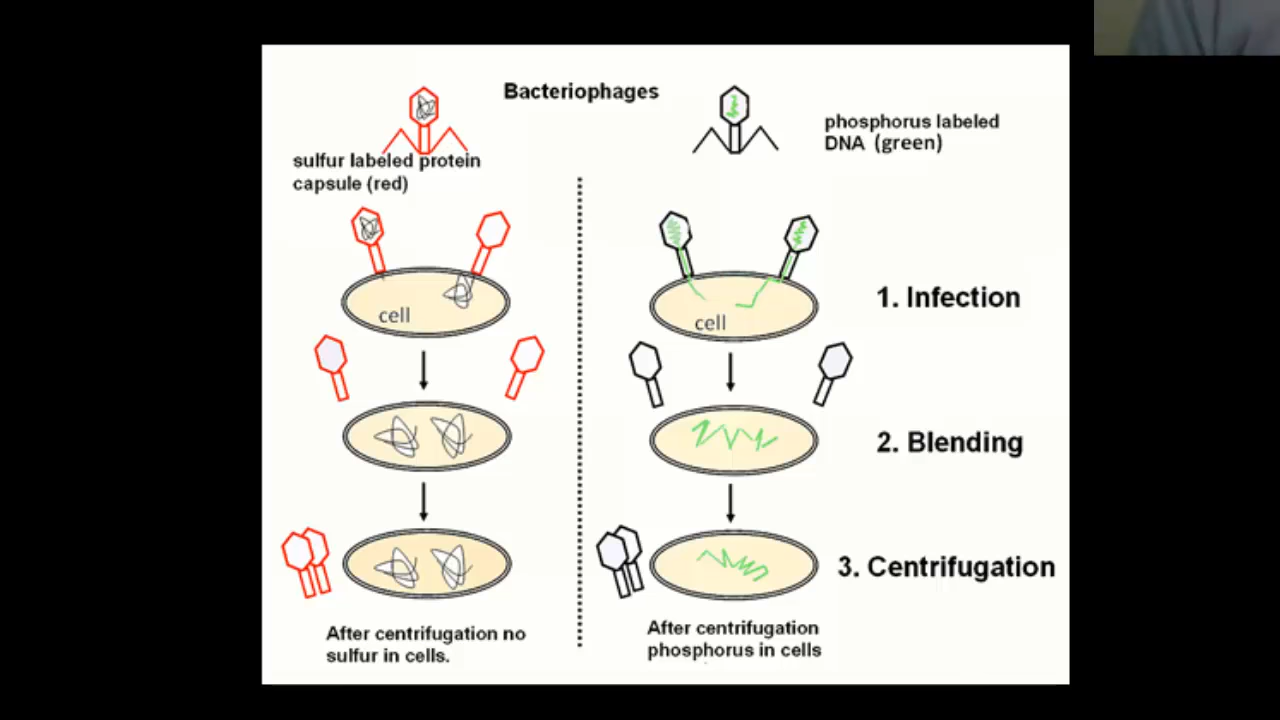 Bacteriophages
sulfur labeled protein
capsule (red)
phosphorus labeled
DNA (green)
cell
cell
1. Infection
2. Blending
3. Centrifugation
After centrifugation no
sulfur in cells.
After centrifugation
phosphorus in cells